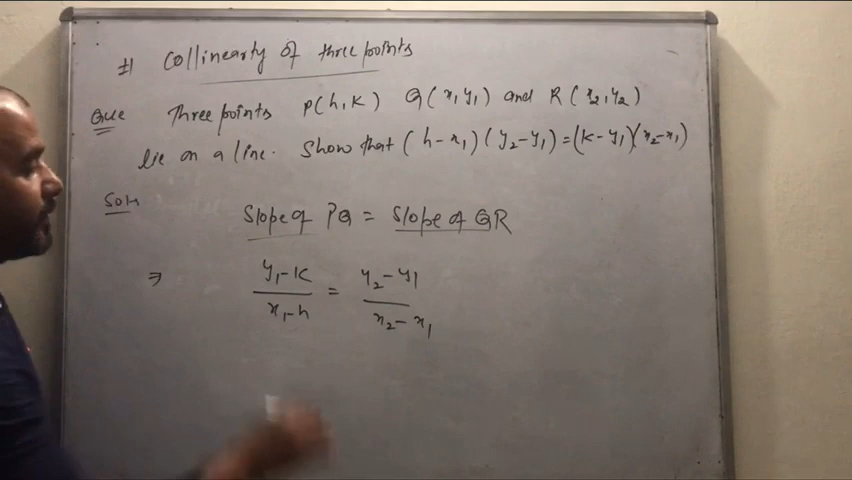 # Collinearty of three points
Que Three points P(h, K) Q(x1, y1) and R(x2, y2)
lie on a line. Show that (h-x1)(y2-y1)=(K-y1)(x2-x1)
Soln Slope of PQ = Slope of QR
⇒ y1-K/x1-h = y2-y1/x2-x1